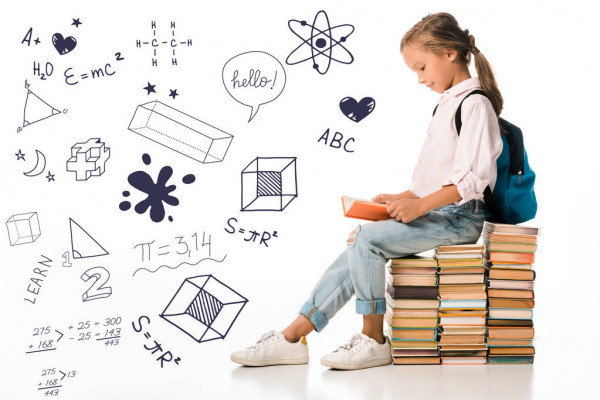 A+
H₂O
Ɛ=mc²
H H
H-C-C-H
H H
hello!
ABC
b
a c
S=πR²
π=3,14
LEARN
1
2
S=πR²
275 + 25 = 300
+ 168 > - 25 = 143
443
275
+ 168 > 13
443